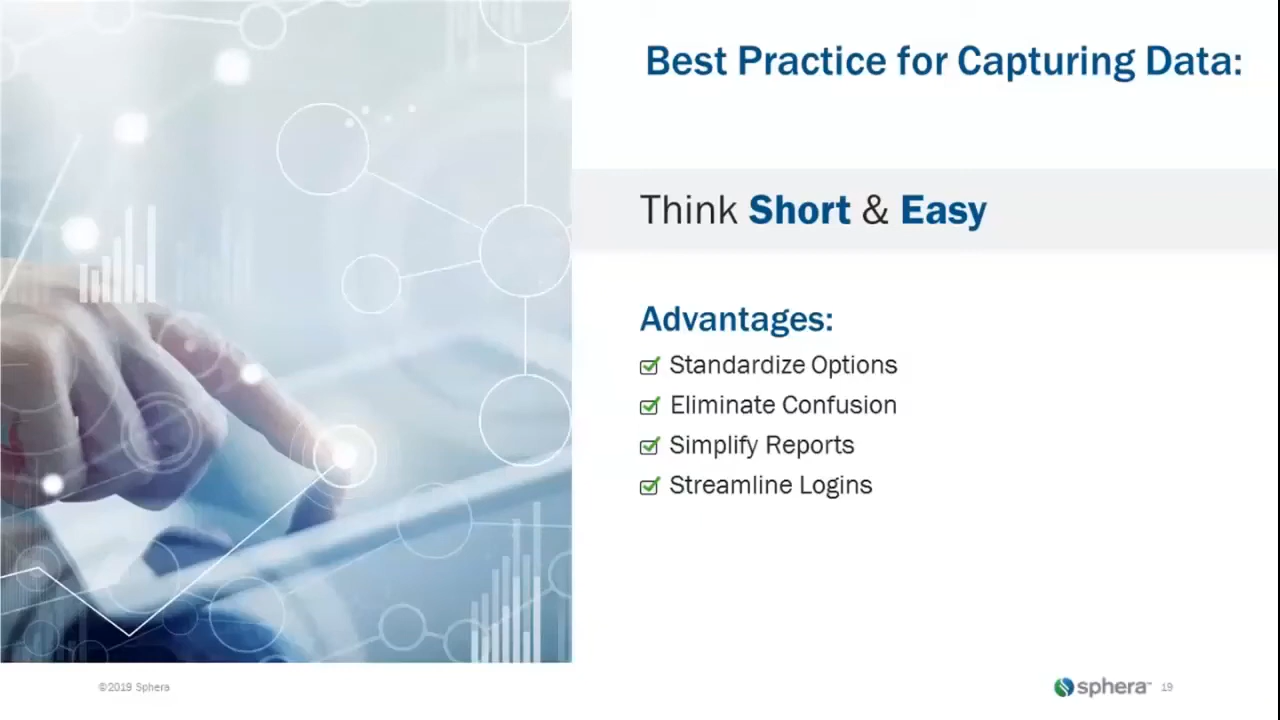 Best Practice for Capturing Data:
Think Short & Easy
Advantages:
Standardize Options
Eliminate Confusion
Simplify Reports
Streamline Logins
©2019 Sphera
sphera™ 19